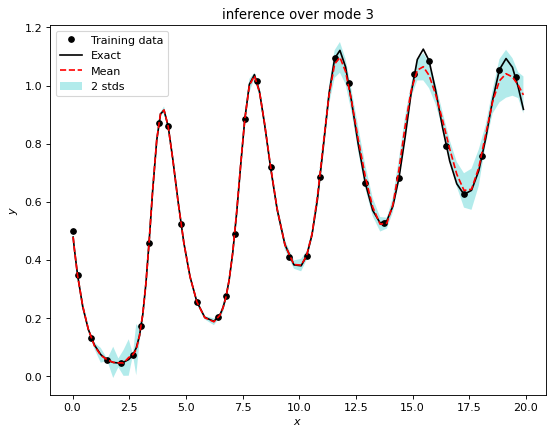 inference over mode 3
Training data
Exact
Mean
2 stds
y
1.2
1.0
0.8
0.6
0.4
0.2
0.0
0.0 2.5 5.0 7.5 10.0 12.5 15.0 17.5 20.0
x